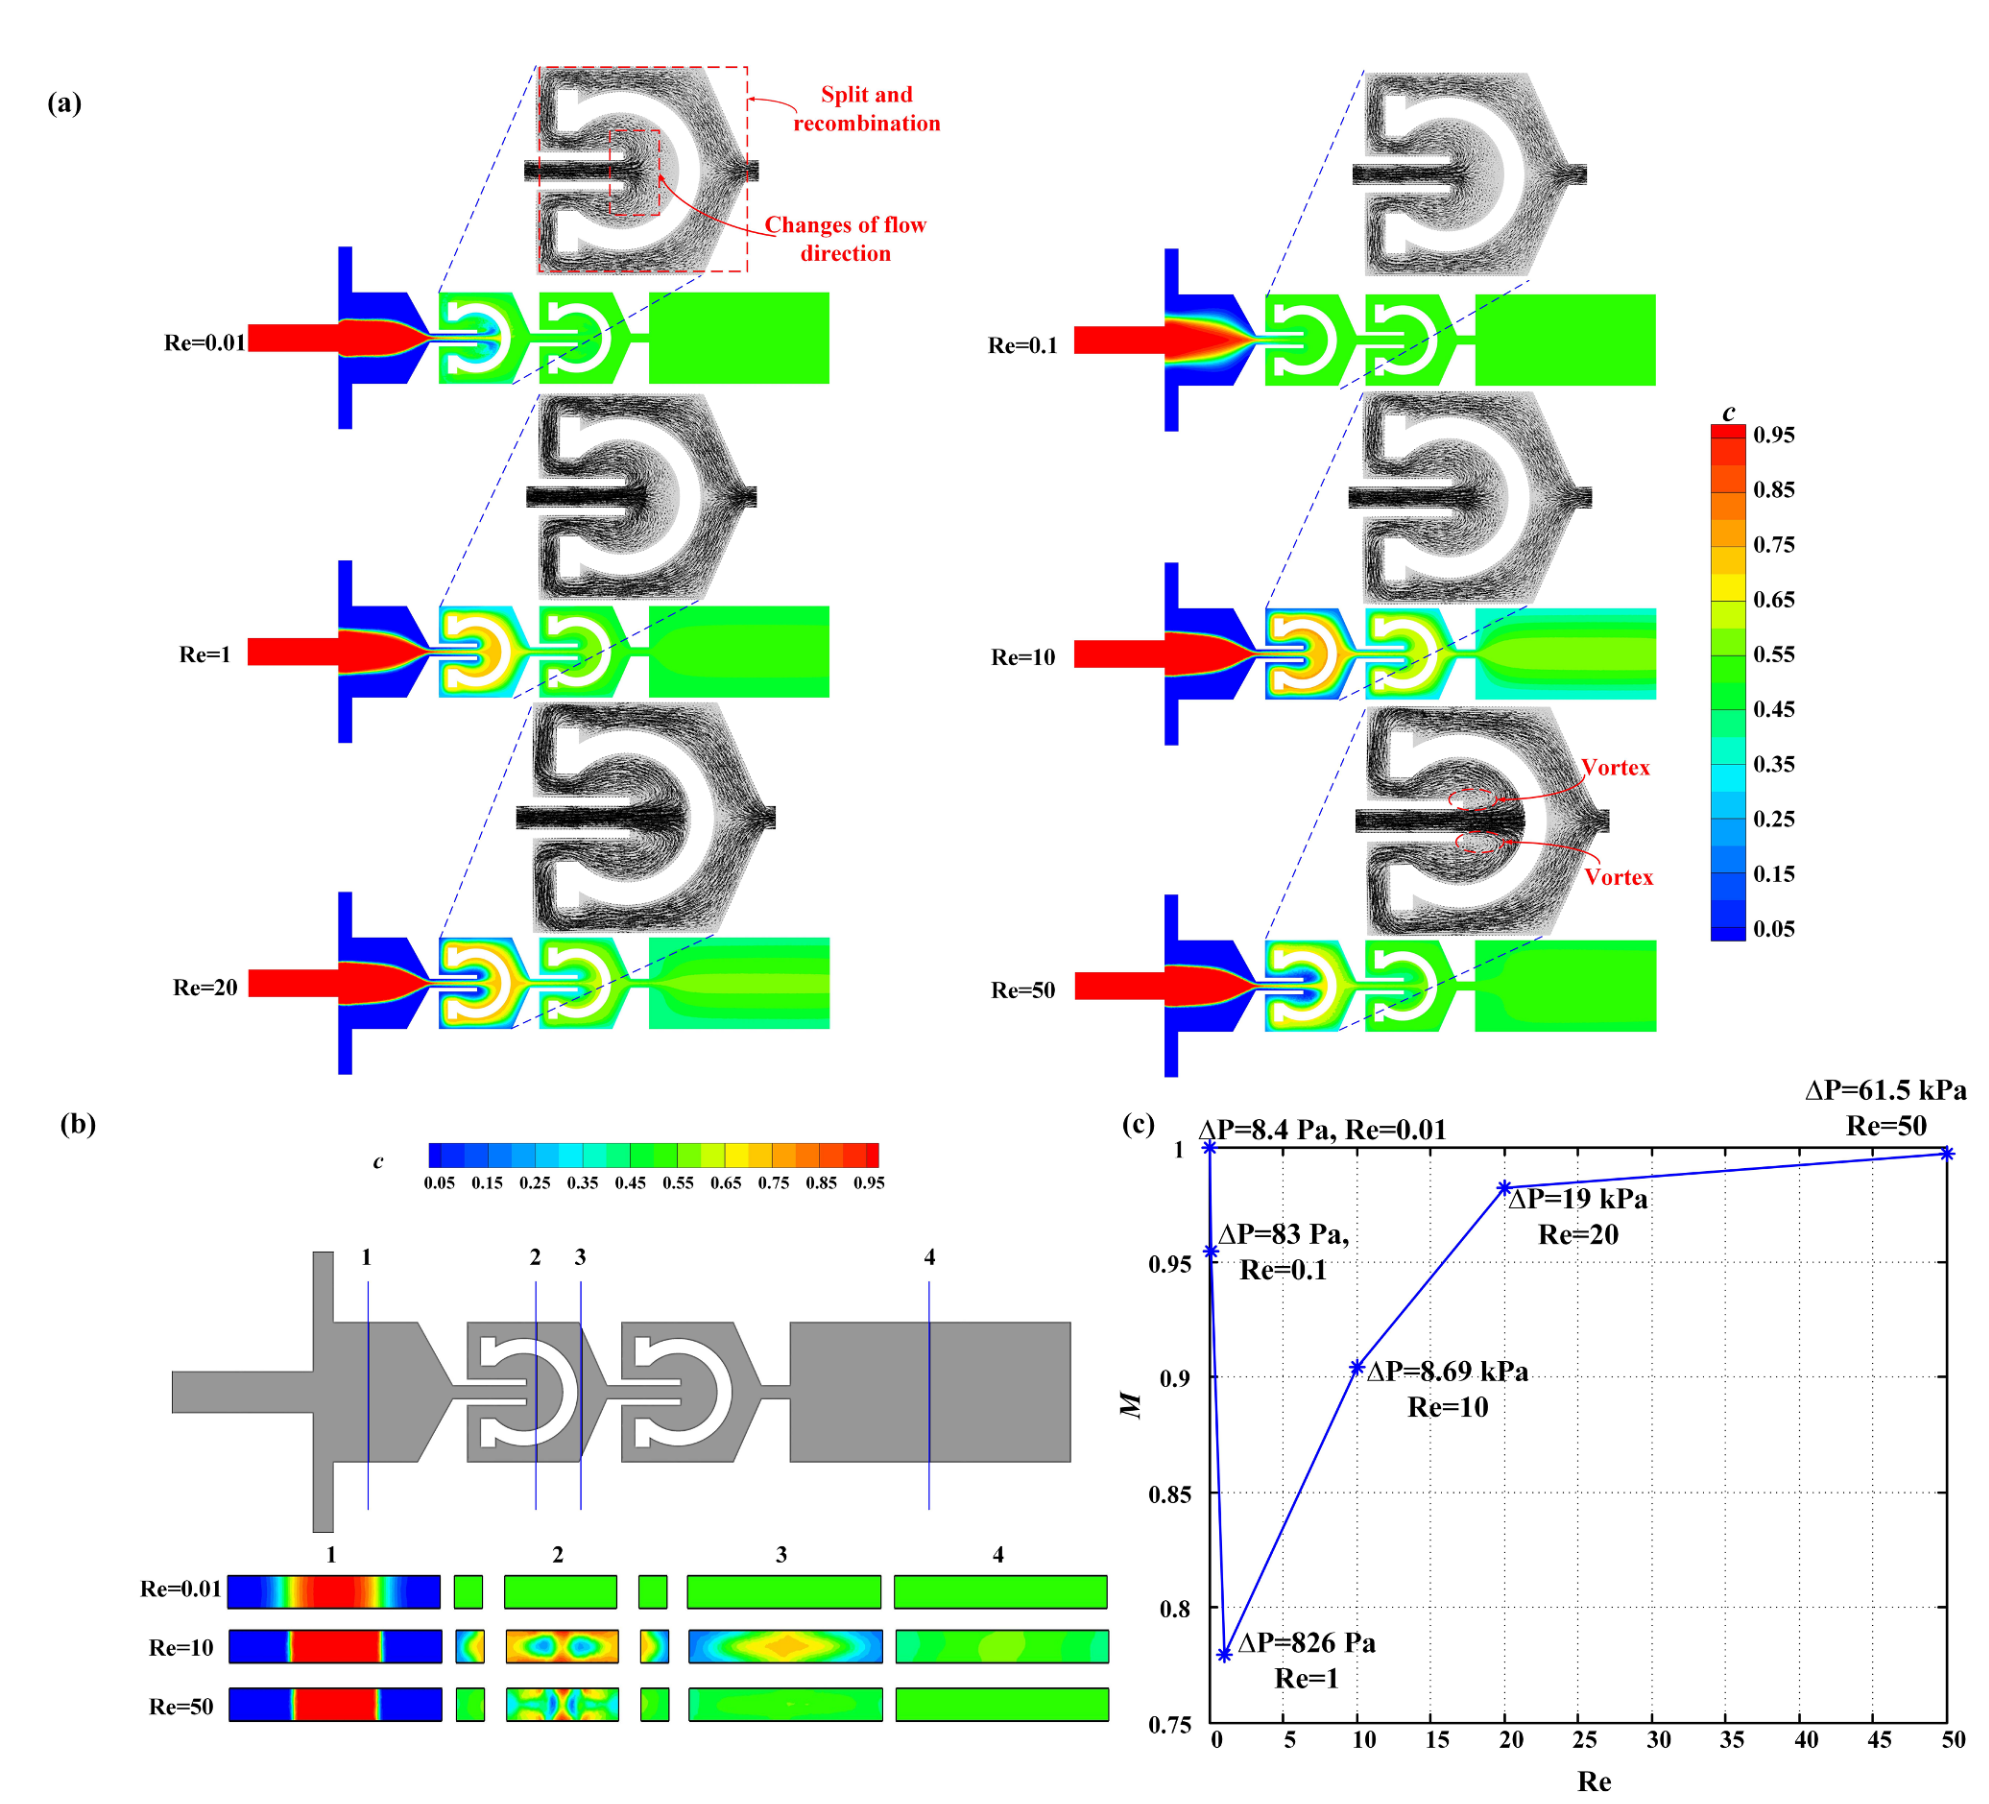 (a)
Split and
recombination
Changes of flow
direction
Re=0.01
Re=0.1
c
0.95
0.85
0.75
0.65
0.55
0.45
0.35
0.25
0.15
0.05
Re=1
Re=10
Vortex
Vortex
Re=20
Re=50
(b)
c
0.05 0.15 0.25 0.35 0.45 0.55 0.65 0.75 0.85 0.95
1 2 3 4
1 2 3 4
Re=0.01
Re=10
Re=50
(c)
ΔP=61.5 kPa
Re=50
ΔP=8.4 Pa, Re=0.01
ΔP=19 kPa
Re=20
ΔP=83 Pa,
Re=0.1
ΔP=8.69 kPa
Re=10
ΔP=826 Pa
Re=1
1
0.95
0.9
0.85
0.8
0.75
M
0 5 10 15 20 25 30 35 40 45 50
Re